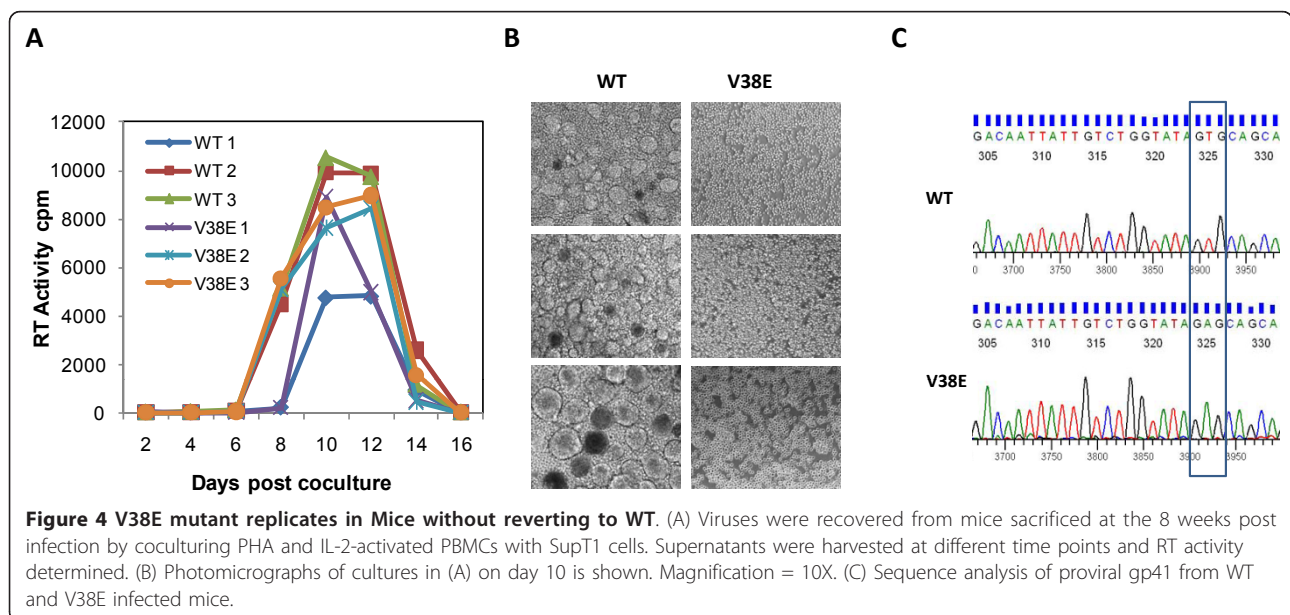 A
B
C
WT
V38E
12000
10000
8000
6000
4000
2000
0
RT Activity cpm
WT 1
WT 2
WT 3
V38E 1
V38E 2
V38E 3
2 4 6 8 10 12 14 16
Days post coculture
GACAATTATTGTCTGGTATAGTGCAGCA
305 310 315 320 325 330
WT
0 3700 3750 3800 3850 3900 3950
GACAATTATTGTCTGGTATAGAGCAGCA
305 310 315 320 325 330
V38E
3700 3750 3800 3850 3900 3950
Figure 4 V38E mutant replicates in Mice without reverting to WT. (A) Viruses were recovered from mice sacrificed at the 8 weeks post
infection by coculturing PHA and IL-2-activated PBMCs with SupT1 cells. Supernatants were harvested at different time points and RT activity
determined. (B) Photomicrographs of cultures in (A) on day 10 is shown. Magnification = 10X. (C) Sequence analysis of proviral gp41 from WT
and V38E infected mice.